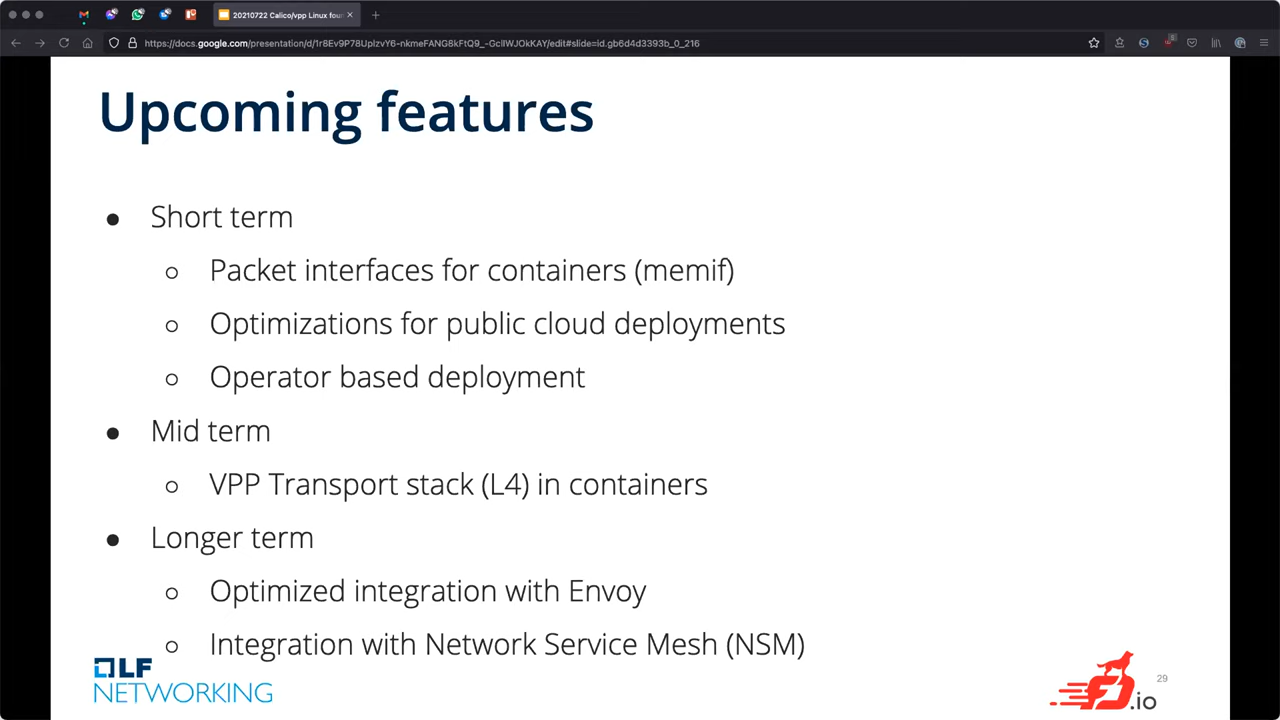 20210722 Calico/vpp Linux fou
https://docs.google.com/presentation/d/1r8Ev9P78UplzvY6-nkmeFANG8kFtQ9_-GcllWJOkKAY/edit#slide=id.gb6d4d3393b_0_216
Upcoming features
● Short term
○ Packet interfaces for containers (memif)
○ Optimizations for public cloud deployments
○ Operator based deployment
● Mid term
○ VPP Transport stack (L4) in containers
● Longer term
○ Optimized integration with Envoy
○ Integration with Network Service Mesh (NSM)
LF
NETWORKING
FD.io
29